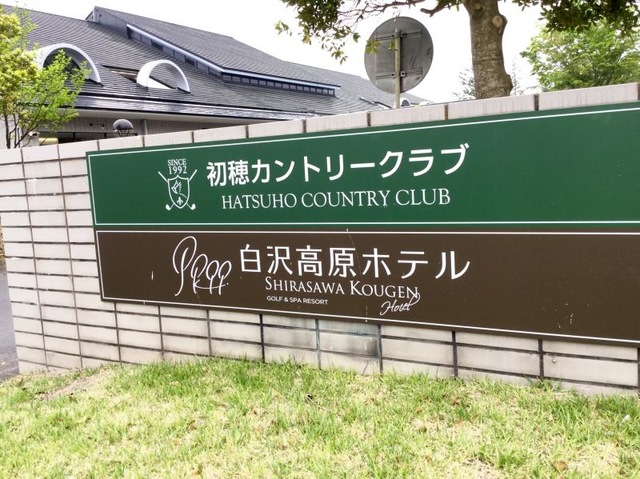 SINCE
1992
初穂カントリークラブ
HATSUHO COUNTRY CLUB
白沢高原ホテル
SHIRASAWA KOUGEN
Hotel
GOLF & SPA RESORT